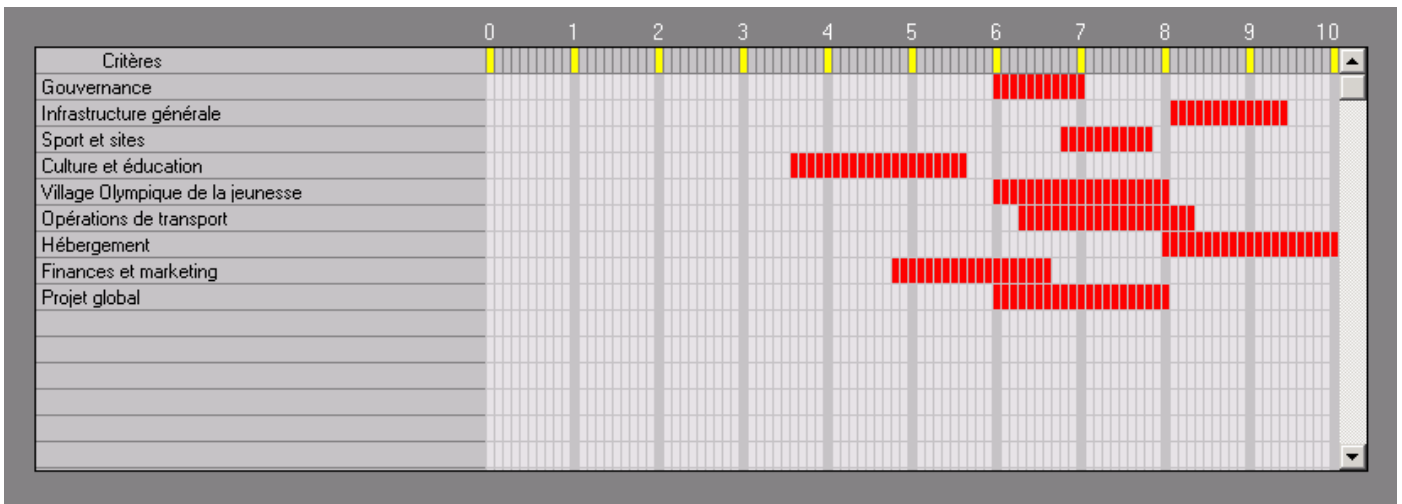 0 1 2 3 4 5 6 7 8 9 10
Critères
Gouvernance
Infrastructure générale
Sport et sites
Culture et éducation
Village Olympique de la jeunesse
Opérations de transport
Hébergement
Finances et marketing
Projet global